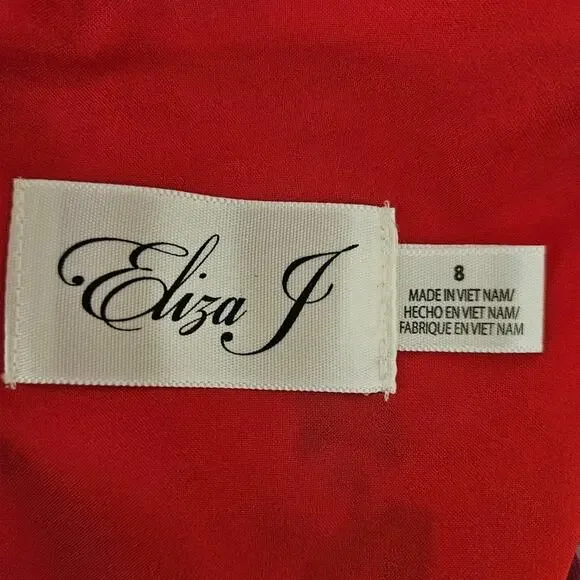 Eliza J
8
MADE IN VIET NAM/
HECHO EN VIET NAM/
FABRIQUE EN VIET NAM